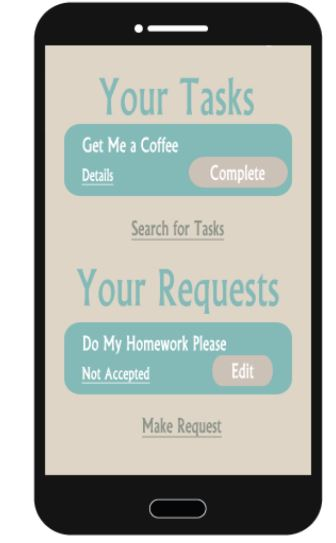 Your Tasks
Get Me a Coffee
Details
Complete
Search for Tasks
Your Requests
Do My Homework Please
Not Accepted
Edit
Make Request